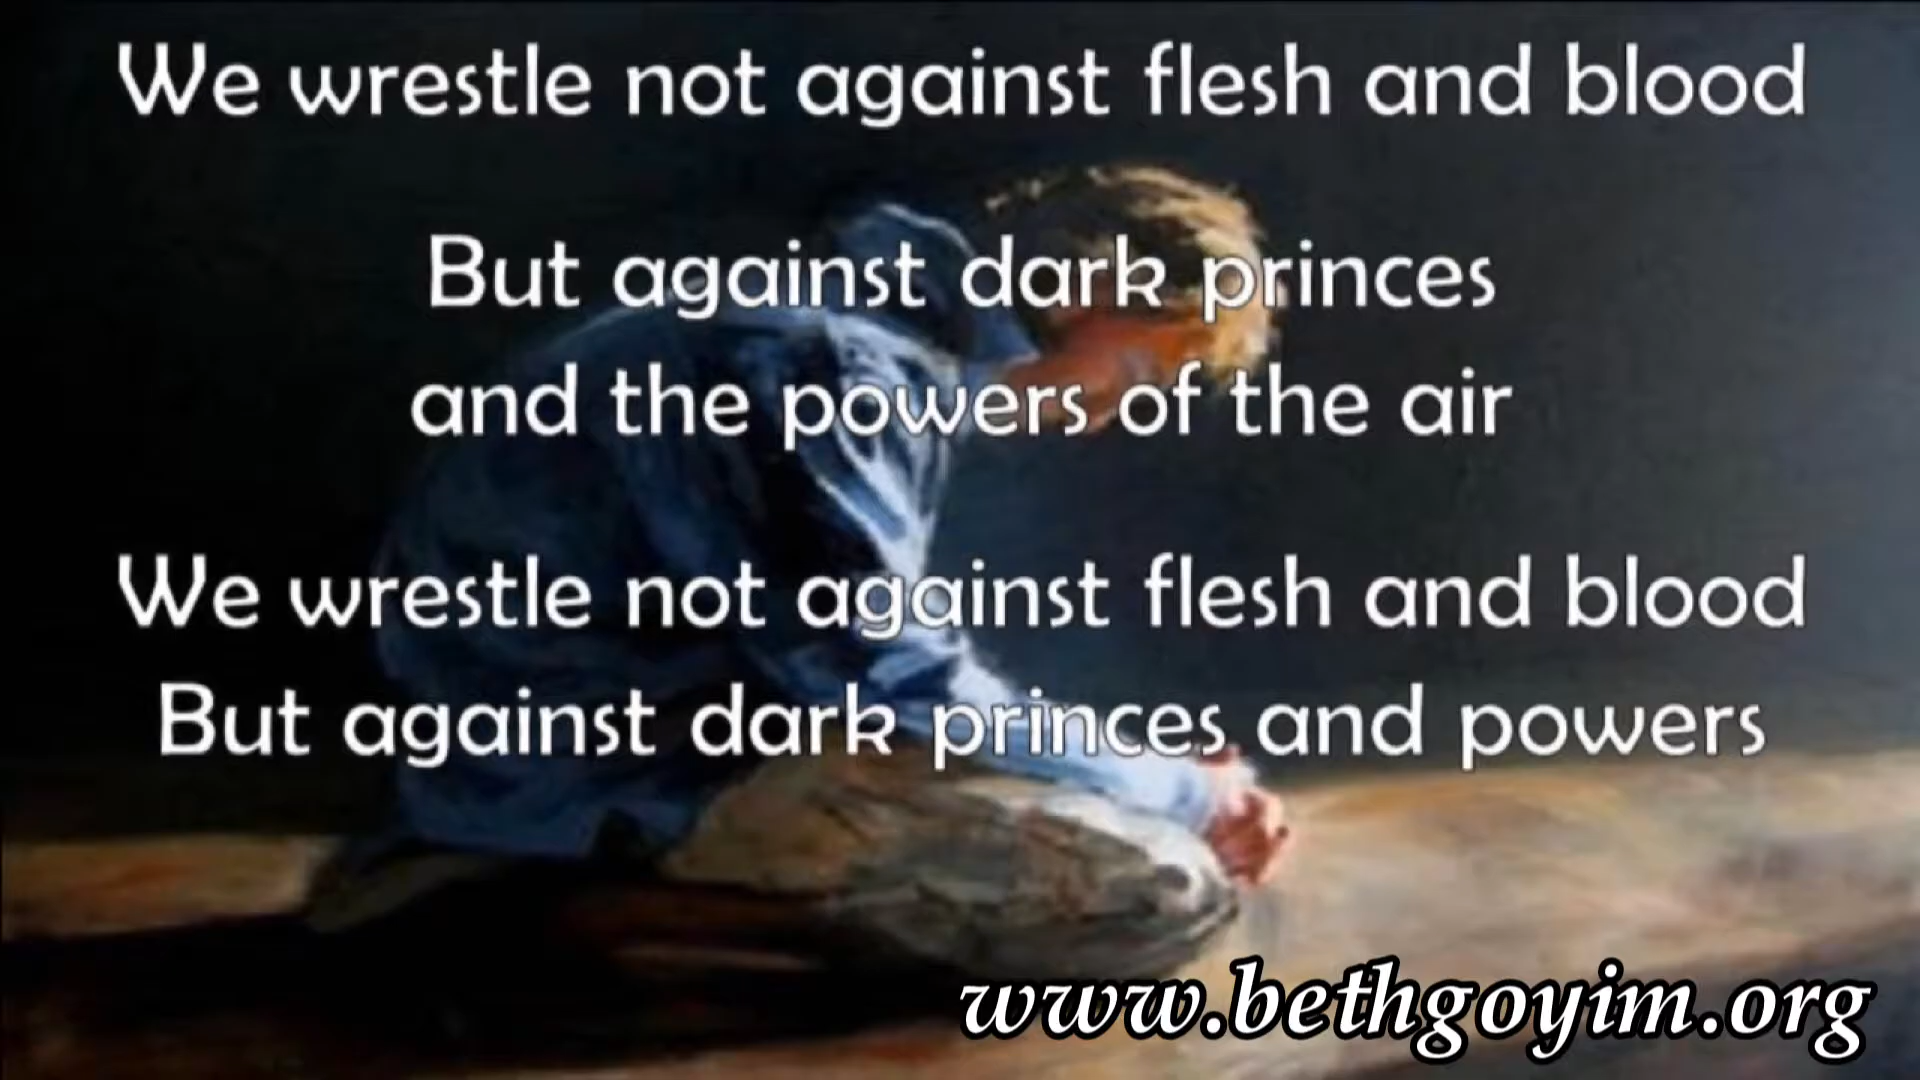 We wrestle not against flesh and blood
But against dark princes
and the powers of the air
We wrestle not against flesh and blood
But against dark princes and powers
www.bethgoyim.org